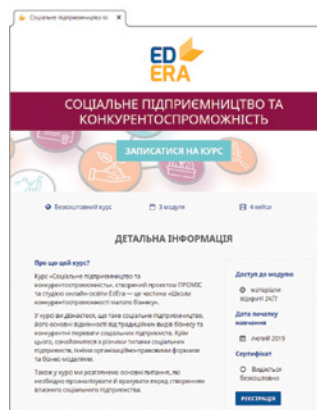 Соціальне підприємництво та
ED
ERA
СОЦІАЛЬНЕ ПІДПРИЄМНИЦТВО ТА
КОНКУРЕНТОСПРОМОЖНІСТЬ
ЗАПИСАТИСЯ НА КУРС
Безкоштовний курс
3 модуля
4 кейси
ДЕТАЛЬНА ІНФОРМАЦІЯ
Про що цей курс?
Курс «Соціальне підприємництво та
конкурентоспроможність», створений проектом ПРОМІС
та студією онлайн-освіти EdEra — це частина «Школи
конкурентоспроможності малого бізнесу».
У курсі ви дізнаєтеся, що таке соціальне підприємництво,
його основні відмінності від традиційних видів бізнесу та
конкурентні переваги соціальних підприємств. Крім
цього, ознайомитеся з різними типами соціальних
підприємств, їхніми організаційно-правовими формами
та бізнес-моделями.
Також у курсі ми розглянемо основні питання, які
необхідно проаналізувати й врахувати перед створенням
власного соціального підприємства.
Доступ до модулю
матеріали
відкриті 24/7
Дата початку
навчання
лютий 2019
Сертифікат
Видається
безкоштовно
РЕЄСТРАЦІЯ